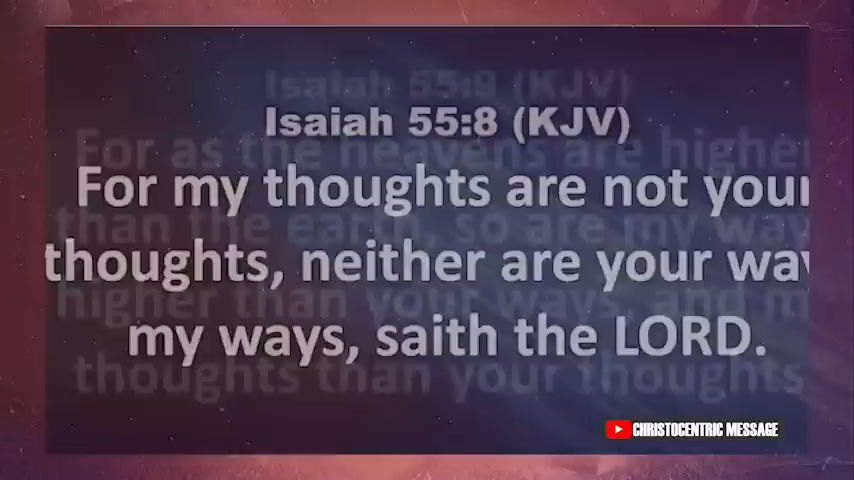 Isaiah 55:9 (KJV)
Isaiah 55:8 (KJV)
For as the heavens are higher
For my thoughts are not your
than the earth, so are my way
thoughts, neither are your way
higher than your ways, and m
my ways, saith the LORD.
thoughts than your thoughts
CHRISTOCENTRIC MESSAGE